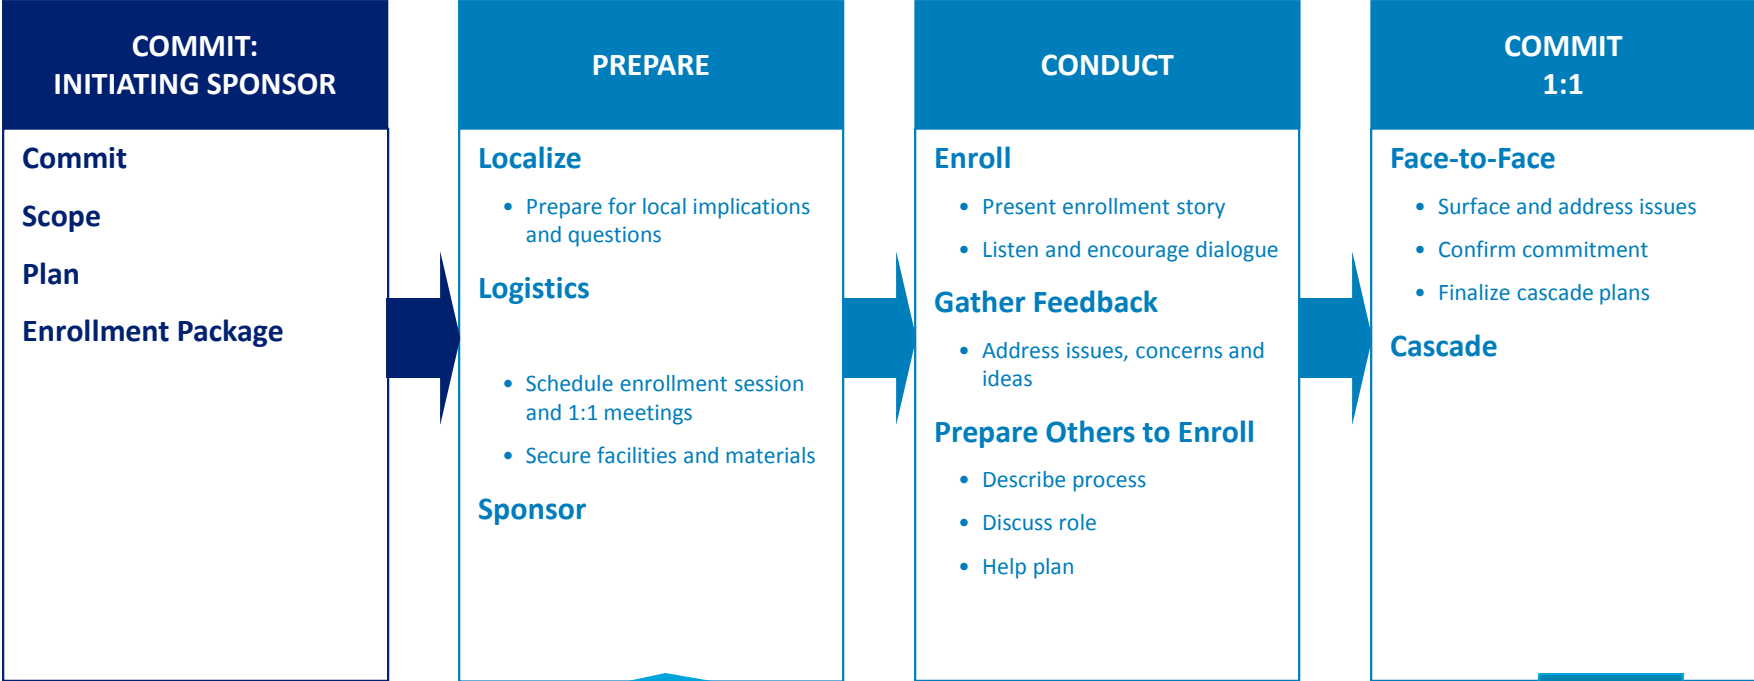 COMMIT:
INITIATING SPONSOR
Commit
Scope
Plan
Enrollment Package
PREPARE
Localize
• Prepare for local implications
and questions
Logistics
• Schedule enrollment session
and 1:1 meetings
• Secure facilities and materials
Sponsor
CONDUCT
Enroll
• Present enrollment story
• Listen and encourage dialogue
Gather Feedback
• Address issues, concerns and
ideas
Prepare Others to Enroll
• Describe process
• Discuss role
• Help plan
COMMIT
1:1
Face-to-Face
• Surface and address issues
• Confirm commitment
• Finalize cascade plans
Cascade